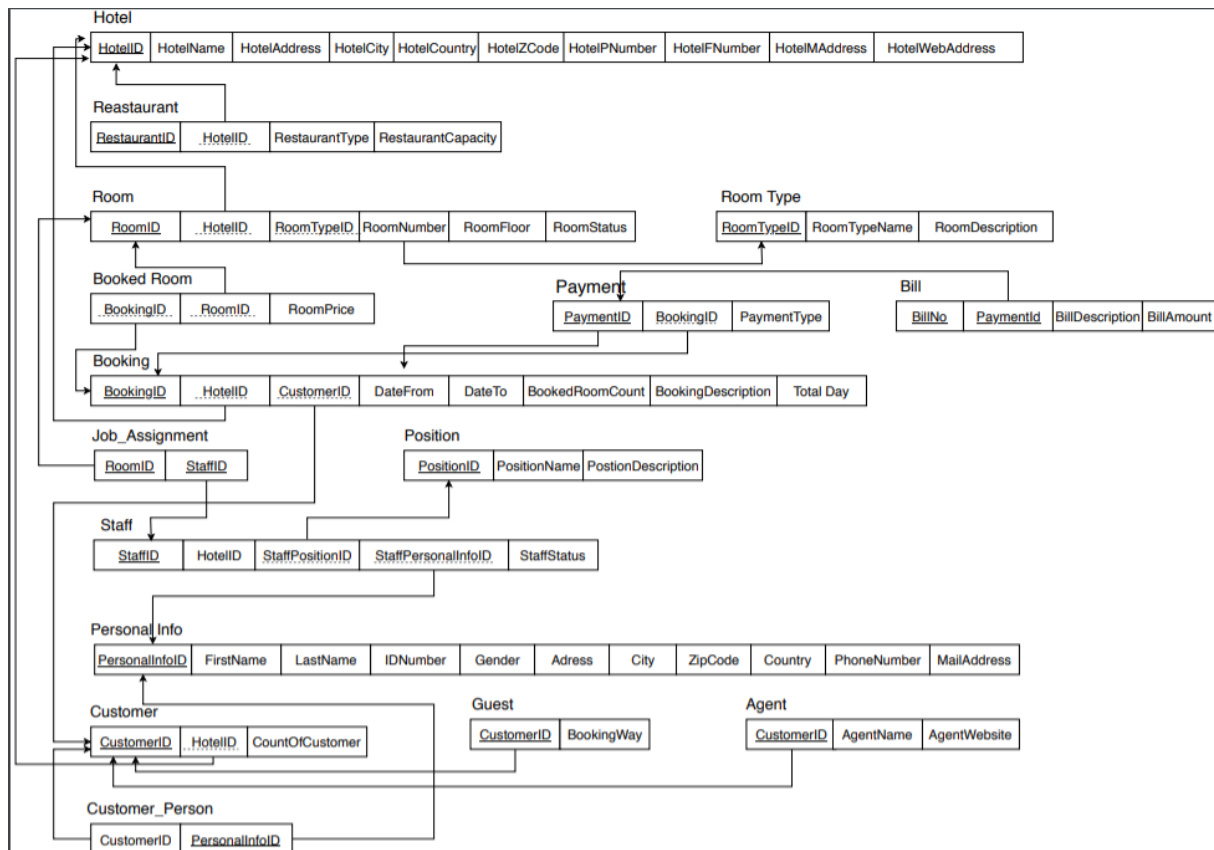 Hotel
HotelID HotelName HotelAddress HotelCity HotelCountry HotelZCode HotelPNumber HotelFNumber HotelMAddress HotelWebAddress
Reastaurant
RestaurantID HotelID RestaurantType RestaurantCapacity
Room Room Type
RoomID HotelID RoomTypeID RoomNumber RoomFloor RoomStatus RoomTypeID RoomTypeName RoomDescription
Booked Room Payment Bill
BookingID RoomID RoomPrice PaymentID BookingID PaymentType BillNo PaymentId BillDescription BillAmount
Booking
BookingID HotelID CustomerID DateFrom DateTo BookedRoomCount BookingDescription Total Day
Job_Assignment Position
RoomID StaffID PositionID PositionName PostionDescription
Staff
StaffID HotelID StaffPositionID StaffPersonalInfoID StaffStatus
Personal Info
PersonalInfoID FirstName LastName IDNumber Gender Adress City ZipCode Country PhoneNumber MailAddress
Customer Guest Agent
CustomerID HotelID CountOfCustomer CustomerID BookingWay CustomerID AgentName AgentWebsite
Customer_Person
CustomerID PersonalInfoID